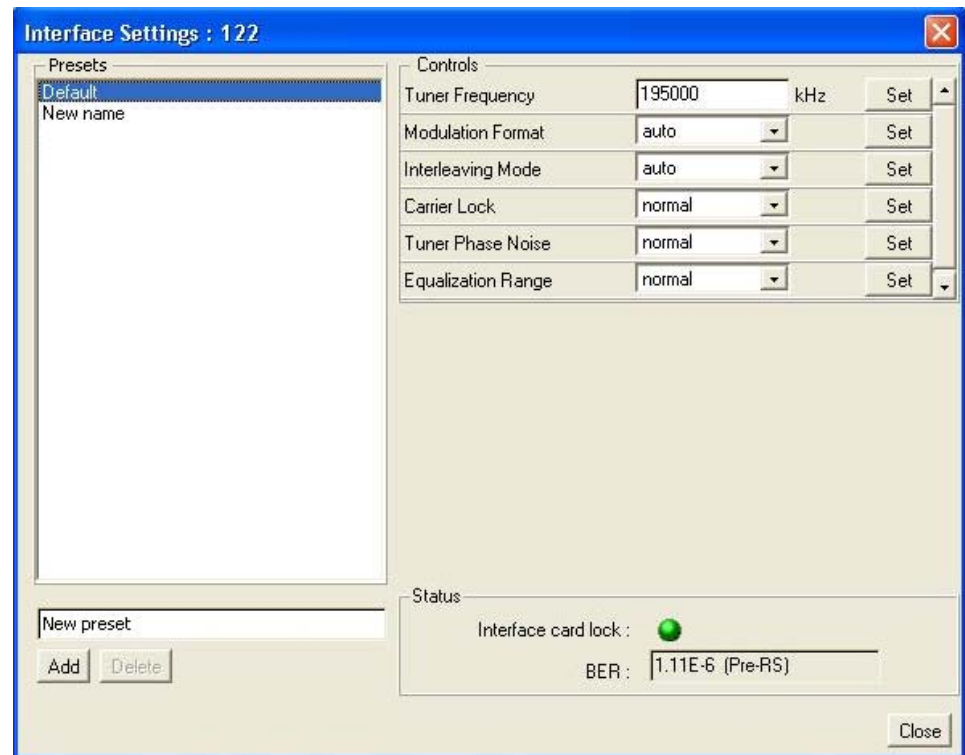 Interface Settings : 122
Presets
Default
New name
New preset
Add Delete
Controls
Tuner Frequency 195000 kHz Set
Modulation Format auto Set
Interleaving Mode auto Set
Carrier Lock normal Set
Tuner Phase Noise normal Set
Equalization Range normal Set
Status
Interface card lock :
BER : 1.11E-6 (Pre-RS)
Close